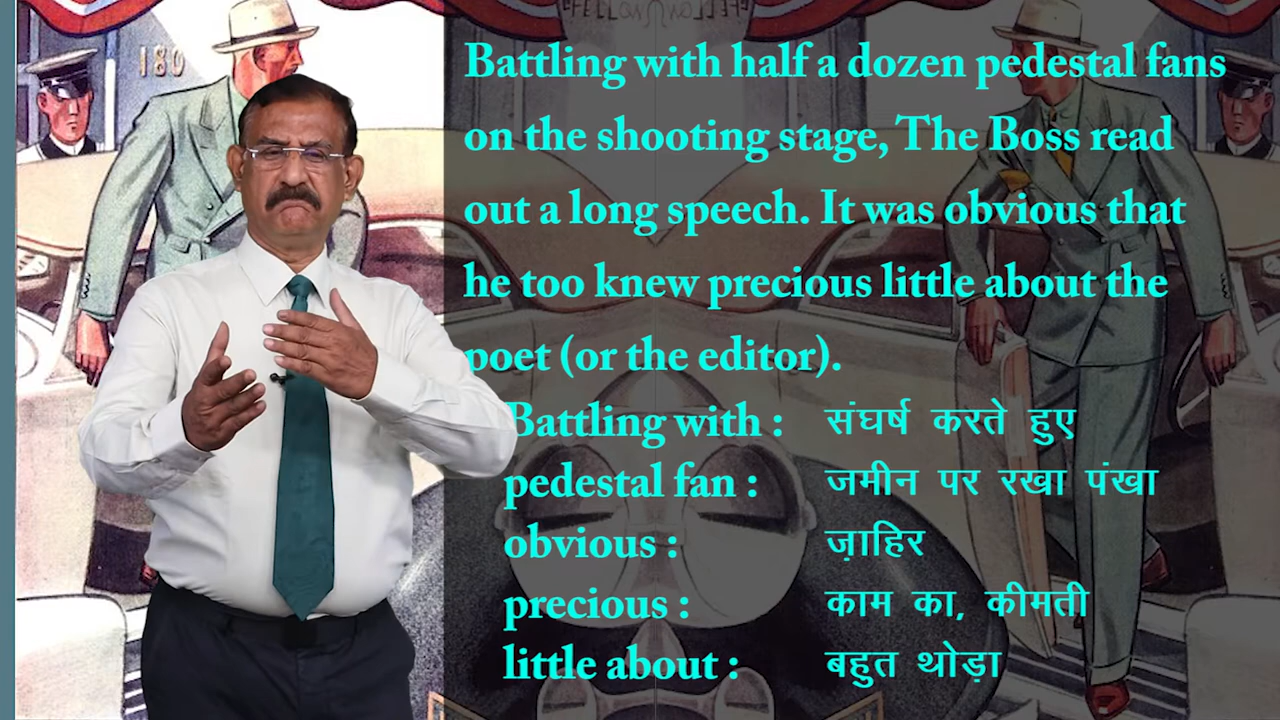 180
Battling with half a dozen pedestal fans
on the shooting stage, The Boss read
out a long speech. It was obvious that
he too knew precious little about the
poet (or the editor).
Battling with : संघर्ष करते हुए
pedestal fan : जमीन पर रखा पंखा
obvious : ज़ाहिर
precious : काम का, कीमती
little about : बहुत थोड़ा